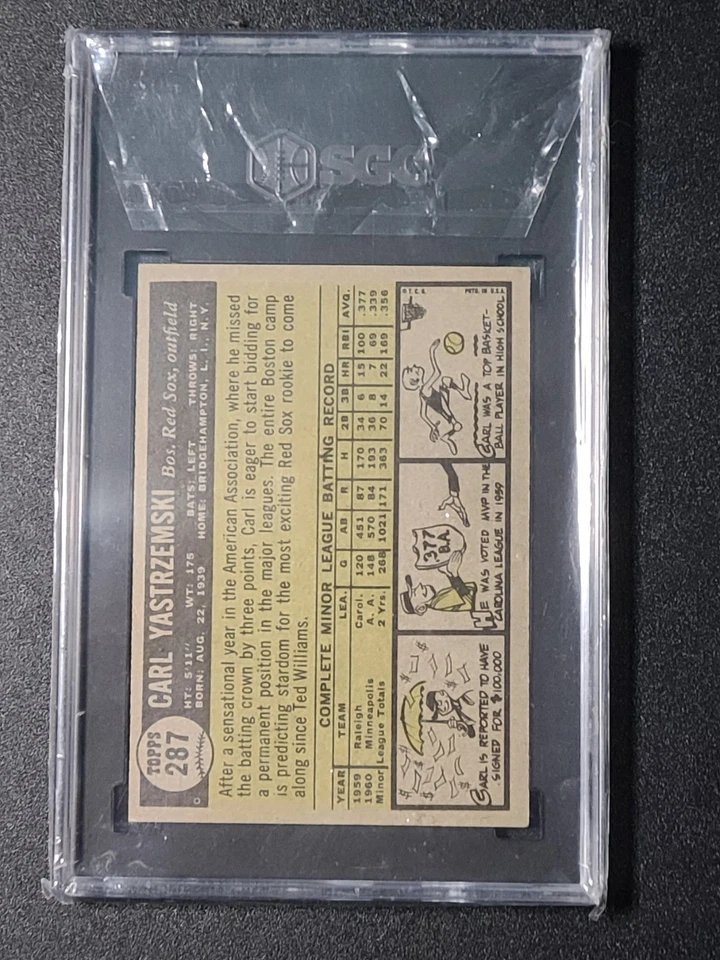 SGC
TOPPS
287
CARL YASTRZEMSKI Bos. Red Sox, outfield
HT: 5'11" WT: 175 BATS: LEFT THROWS: RIGHT
BORN: AUG. 22, 1939 HOME: BRIDGEHAMPTON, L. I., N. Y.
After a sensational year in the American Association, where he missed
the batting crown by three points, Carl is eager to start bidding for
a permanent position in the major leagues. The entire Boston camp
is predicting stardom for the most exciting Red Sox rookie to come
along since Ted Williams.
COMPLETE MINOR LEAGUE BATTING RECORD
YEAR TEAM LEA. G AB R H 2B 3B HR RBI AVG.
1959 Raleigh Carol. 120 451 87 170 34 6 15 100 .377
1960 Minneapolis A. A. 148 570 84 193 36 8 7 69 .339
Minor League Totals 2 Yrs. 268 1021 171 363 70 14 22 169 .356
CARL IS REPORTED TO HAVE
SIGNED FOR $100,000
.377
B.A.
HE WAS VOTED MVP IN THE
CAROLINA LEAGUE IN 1959
© T. C. G. PRTD. IN U.S.A.
CARL WAS A TOP BASKET-
BALL PLAYER IN HIGH SCHOOL